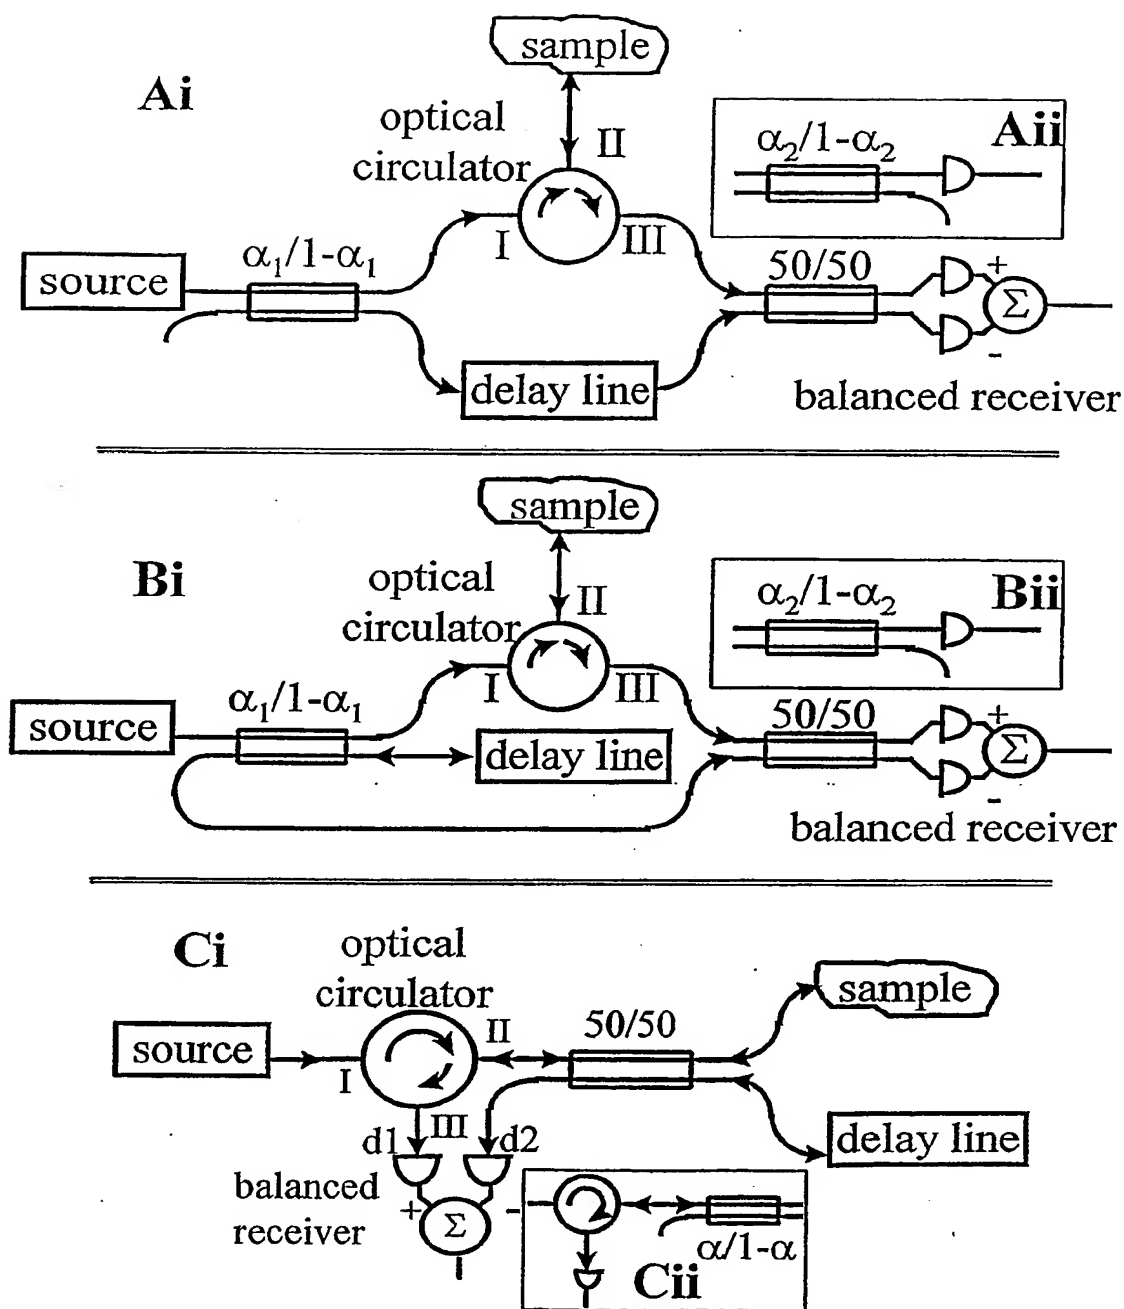 sample
Ai
optical
circulator
II
I
III
Aii
α₂/1-α₂
source
α₁/1-α₁
50/50
+
Σ
-
delay line
balanced receiver
sample
Bi
optical
circulator
II
I
III
Bii
α₂/1-α₂
source
α₁/1-α₁
50/50
+
Σ
-
delay line
balanced receiver
Ci
optical
circulator
sample
source
I
II
50/50
III
d1
d2
delay line
balanced
receiver
+
Σ
-
α/1-α
Cii